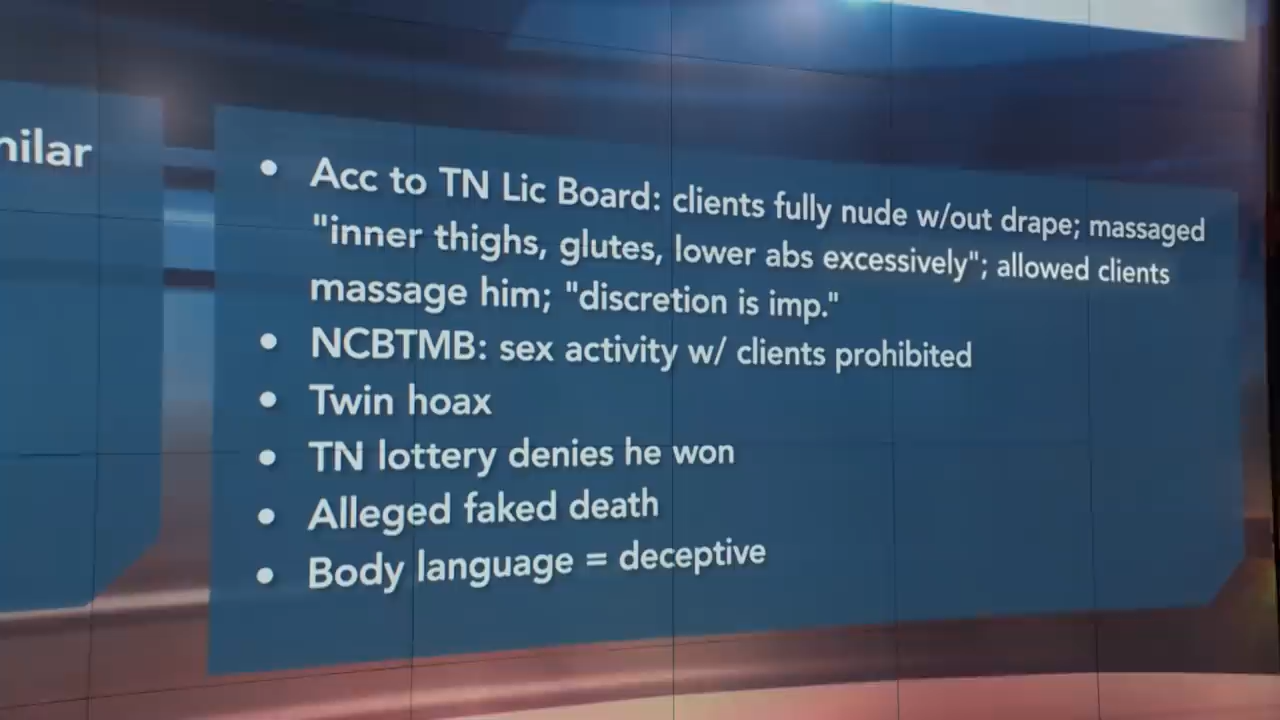 • Acc to TN Lic Board: clients fully nude w/out drape; massaged
"inner thighs, glutes, lower abs excessively"; allowed clients
massage him; "discretion is imp."
• NCBTMB: sex activity w/ clients prohibited
• Twin hoax
• TN lottery denies he won
• Alleged faked death
• Body language = deceptive